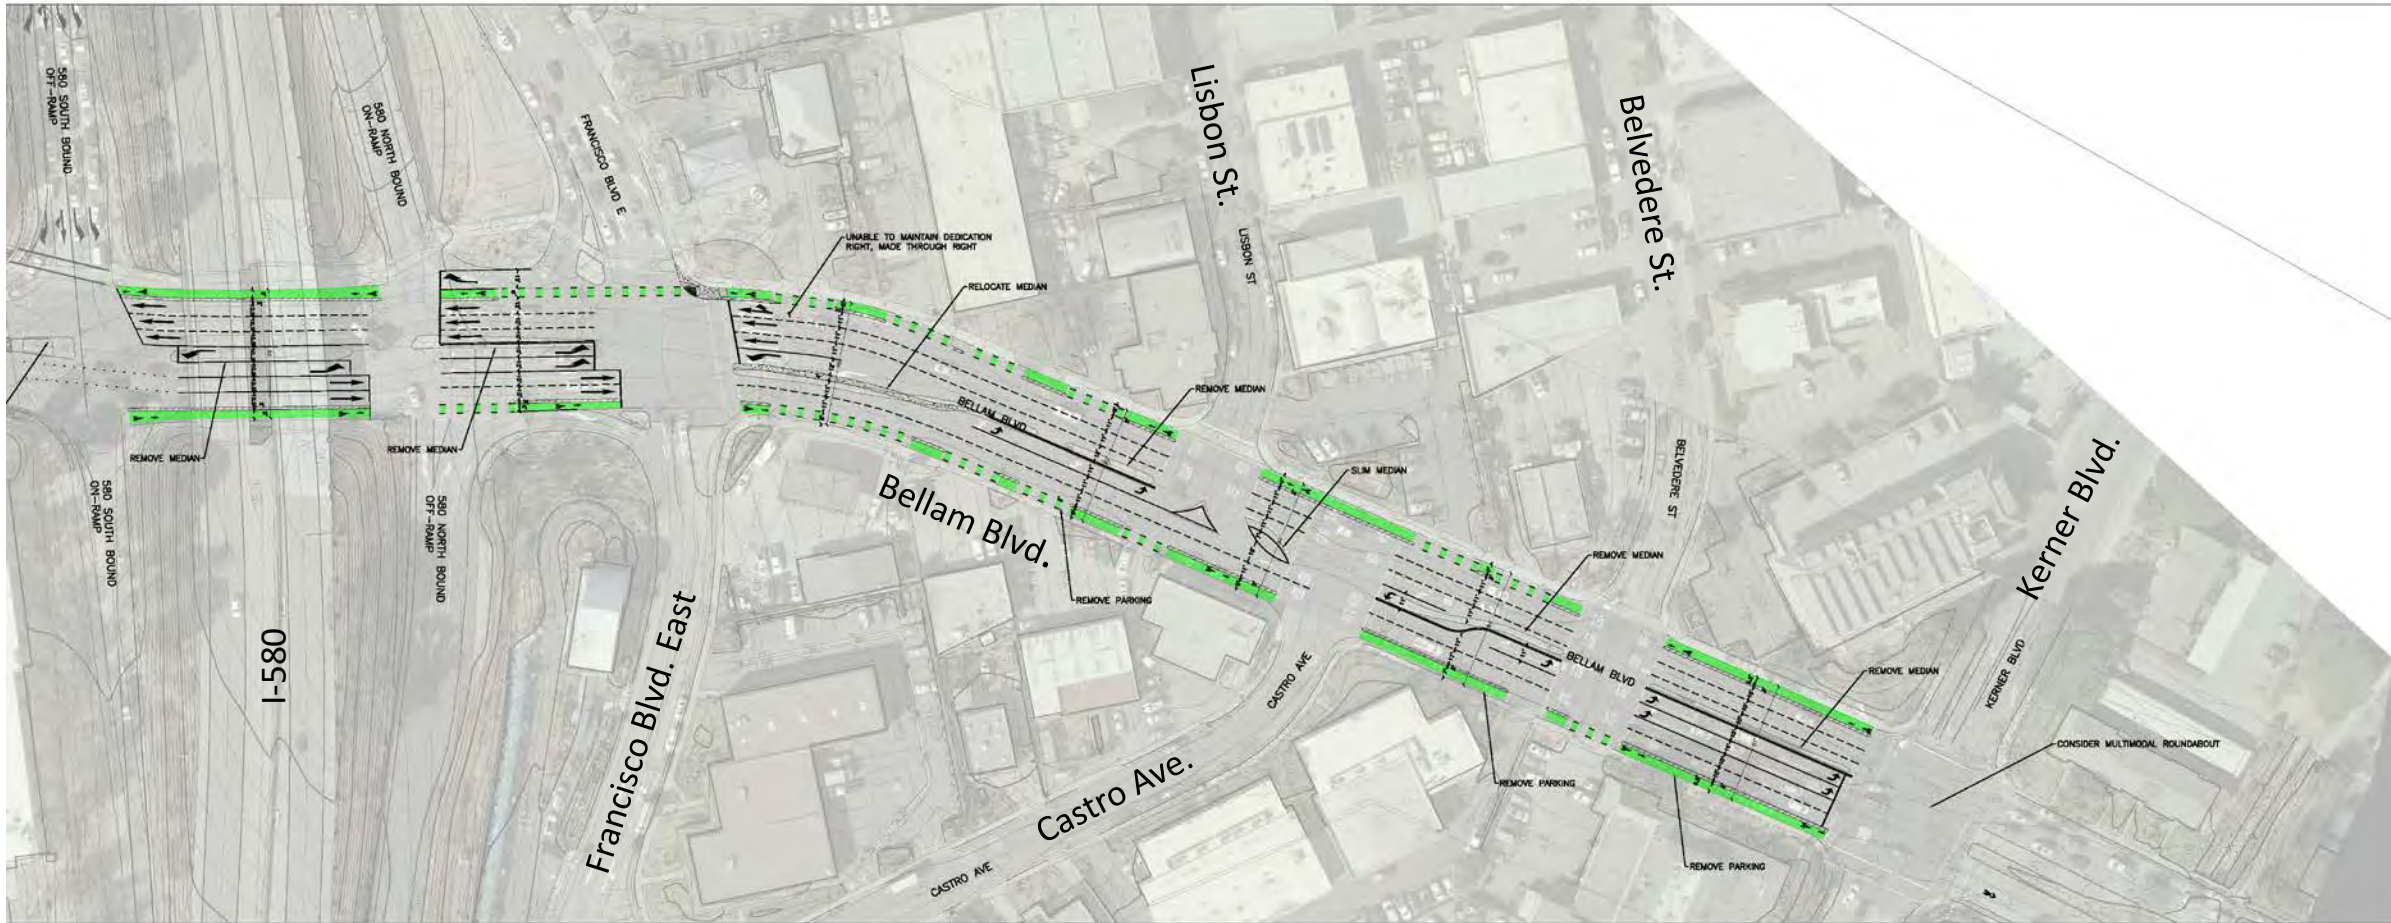 580 SOUTH BOUND
OFF-RAMP
580 NORTH BOUND
ON-RAMP
FRANCISCO BLVD E
Lisbon St.
Belvedere St.
UNABLE TO MAINTAIN DEDICATION
RIGHT, MADE THROUGH RIGHT
LISBON ST
RELOCATE MEDIAN
REMOVE MEDIAN
BELLAM BLVD
REMOVE MEDIAN
REMOVE MEDIAN
SLIM MEDIAN
BELVEDERE ST
Kerner Blvd.
580 SOUTH BOUND
ON-RAMP
580 NORTH BOUND
OFF-RAMP
Bellam Blvd.
REMOVE MEDIAN
REMOVE PARKING
I-580
Francisco Blvd. East
CASTRO AVE
BELLAM BLVD
REMOVE MEDIAN
KERNER BLVD
CONSIDER MULTIMODAL ROUNDABOUT
Castro Ave.
REMOVE PARKING
REMOVE PARKING
CASTRO AVE